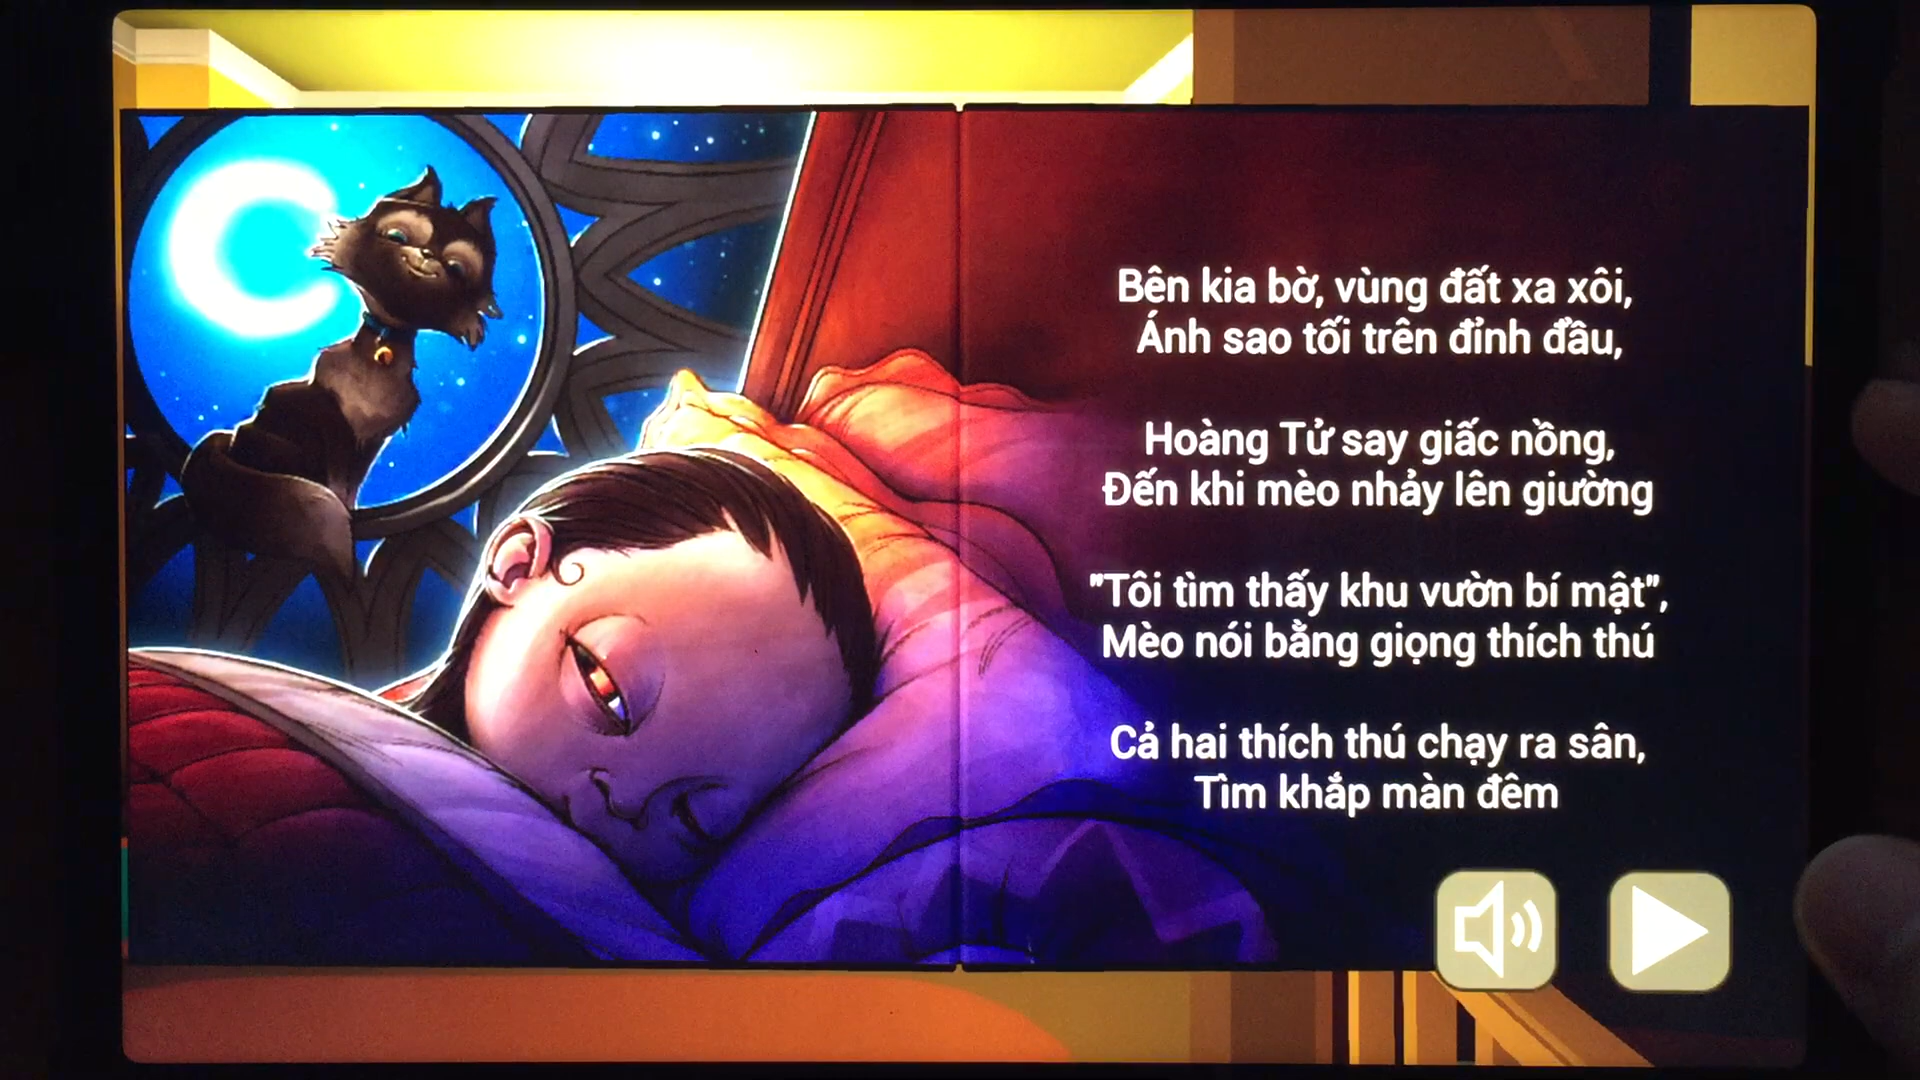 Bên kia bờ, vùng đất xa xôi,
Ánh sao tối trên đỉnh đầu,
Hoàng Tử say giấc nồng,
Đến khi mèo nhảy lên giường
"Tôi tìm thấy khu vườn bí mật",
Mèo nói bằng giọng thích thú
Cả hai thích thú chạy ra sân,
Tìm khắp màn đêm